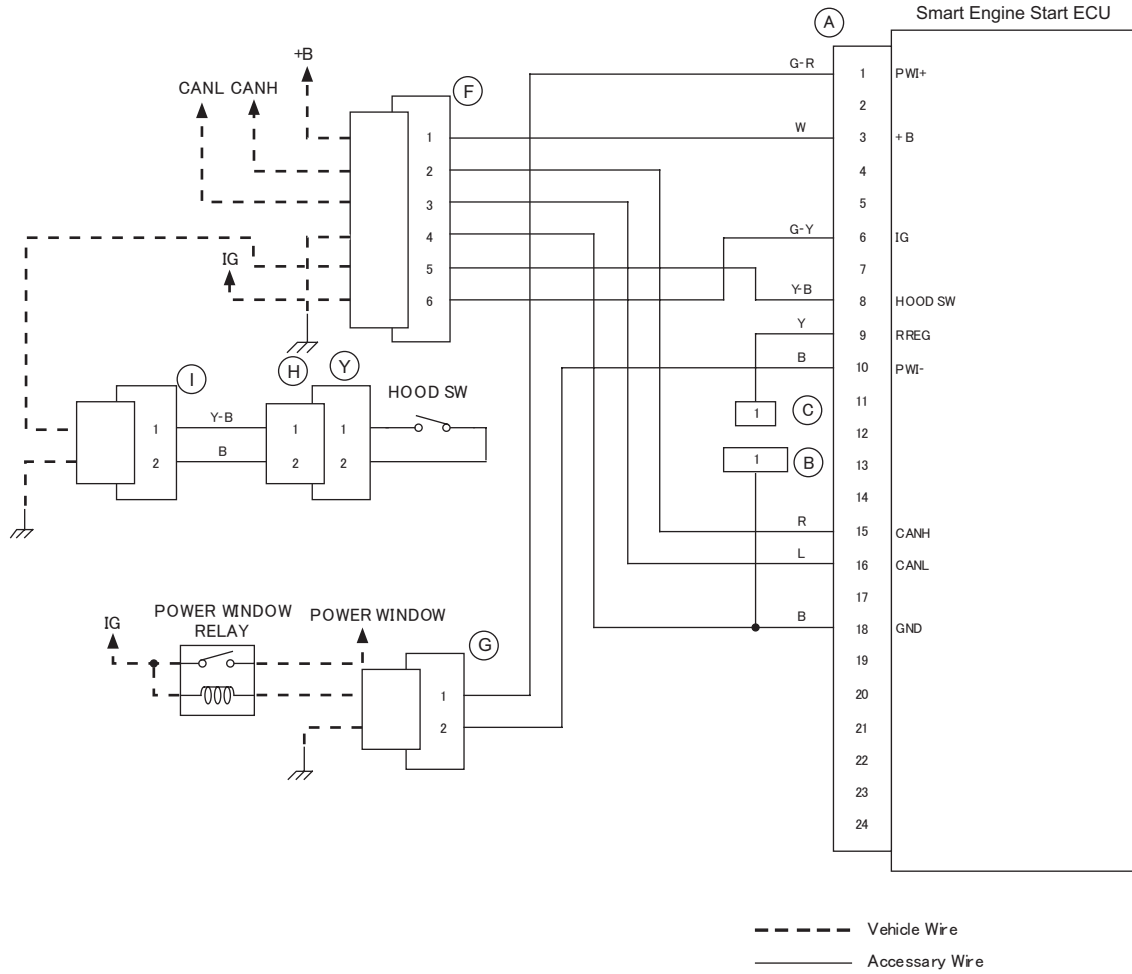 Smart Engine Start ECU
A
+B
CANL CANH
F
G-R 1 PWI+
2
1 W 3 + B
2 4
3 5
4 G-Y 6 IG
IG 5 7
6 Y-B 8 HOOD SW
Y 9 RREG
B 10 PWI-
I H Y HOOD SW
1 Y-B 1 1
2 B 2 2
1 C
1 B
11
12
13
14
R 15 CANH
L 16 CANL
17
B 18 GND
19
20
21
22
23
24
POWER WINDOW
RELAY
IG
POWER WINDOW
G
1
2
Vehicle Wire
Accessary Wire